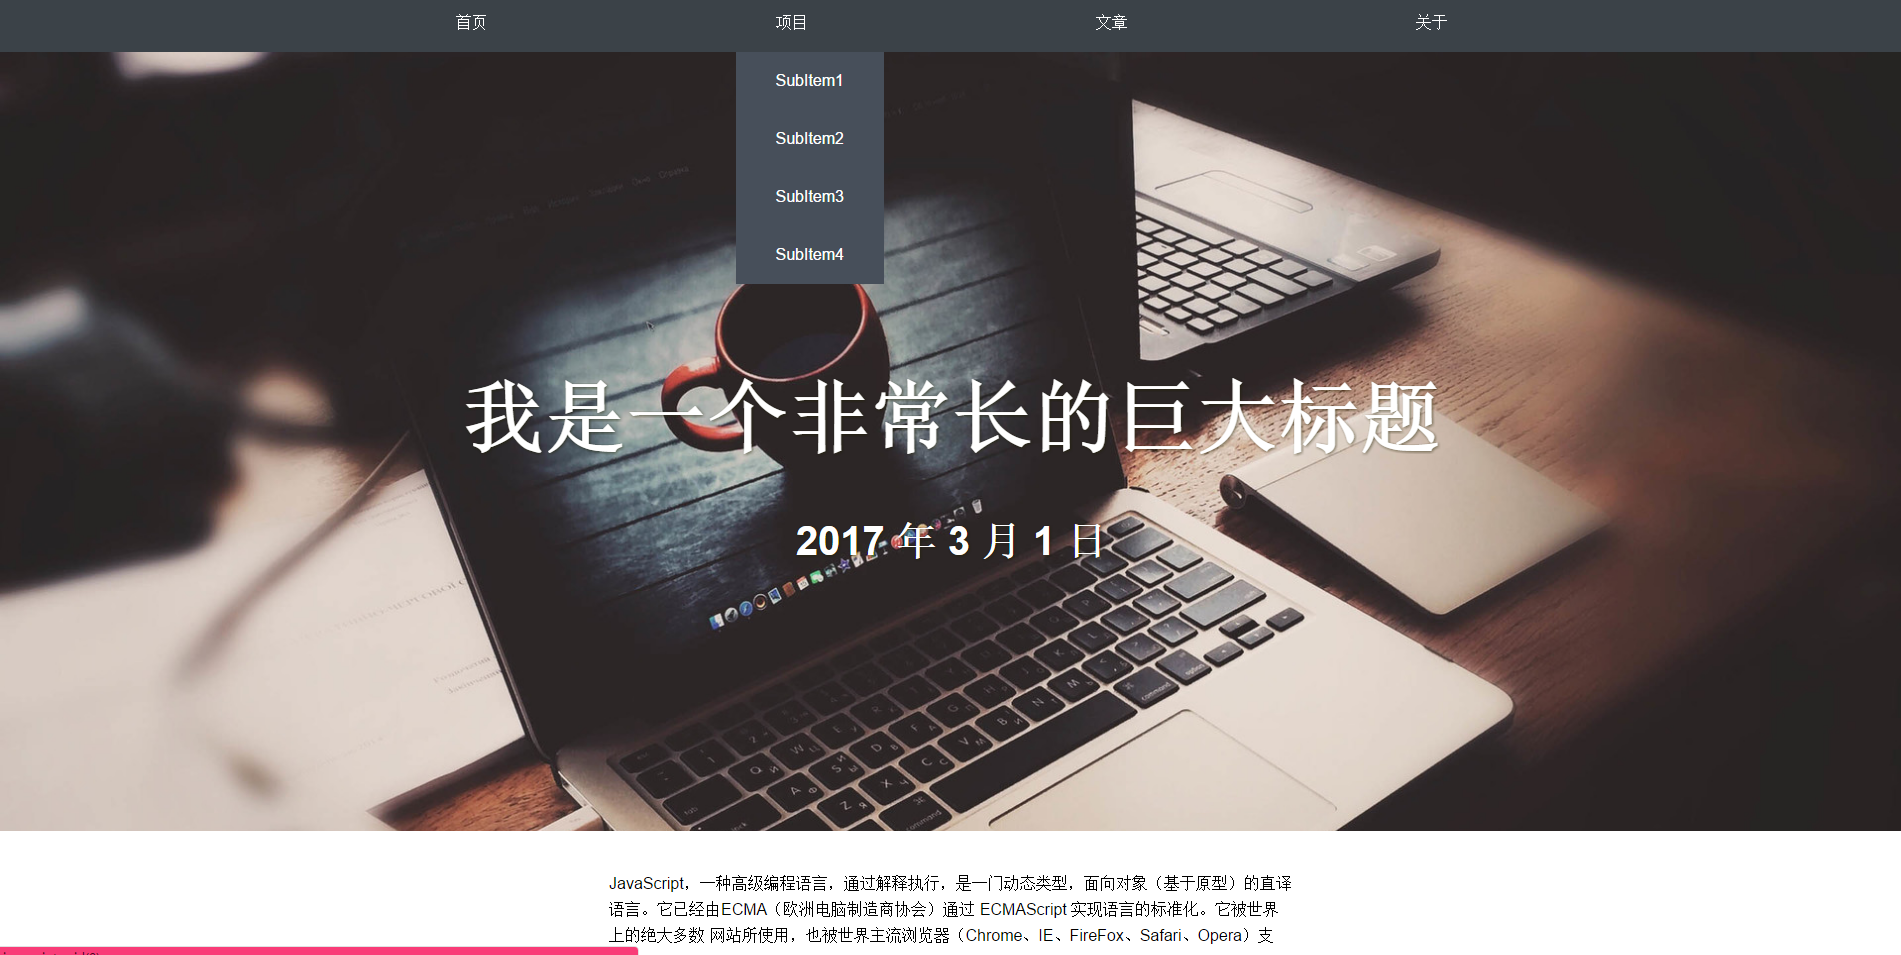 首页 项目 文章 关于
SubItem1
SubItem2
SubItem3
SubItem4
我是一个非常长的巨大标题
2017 年 3 月 1 日
JavaScript，一种高级编程语言，通过解释执行，是一门动态类型，面向对象（基于原型）的直译
语言。它已经由ECMA（欧洲电脑制造商协会）通过 ECMAScript 实现语言的标准化。它被世界
上的绝大多数 网站所使用，也被世界主流浏览器（Chrome、IE、FireFox、Safari、Opera）支